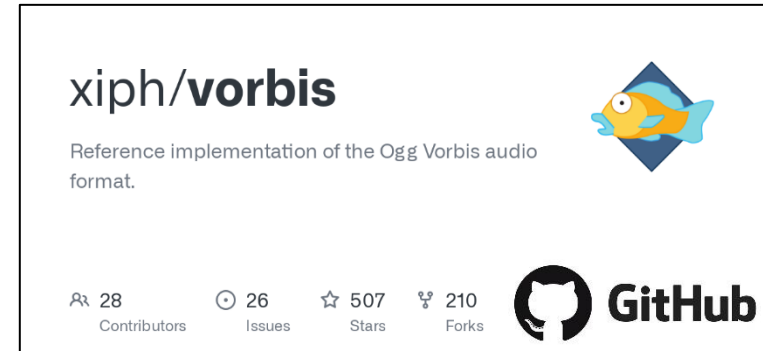 xiph/vorbis
Reference implementation of the Ogg Vorbis audio
format.
28 26 507 210
Contributors Issues Stars Forks
GitHub